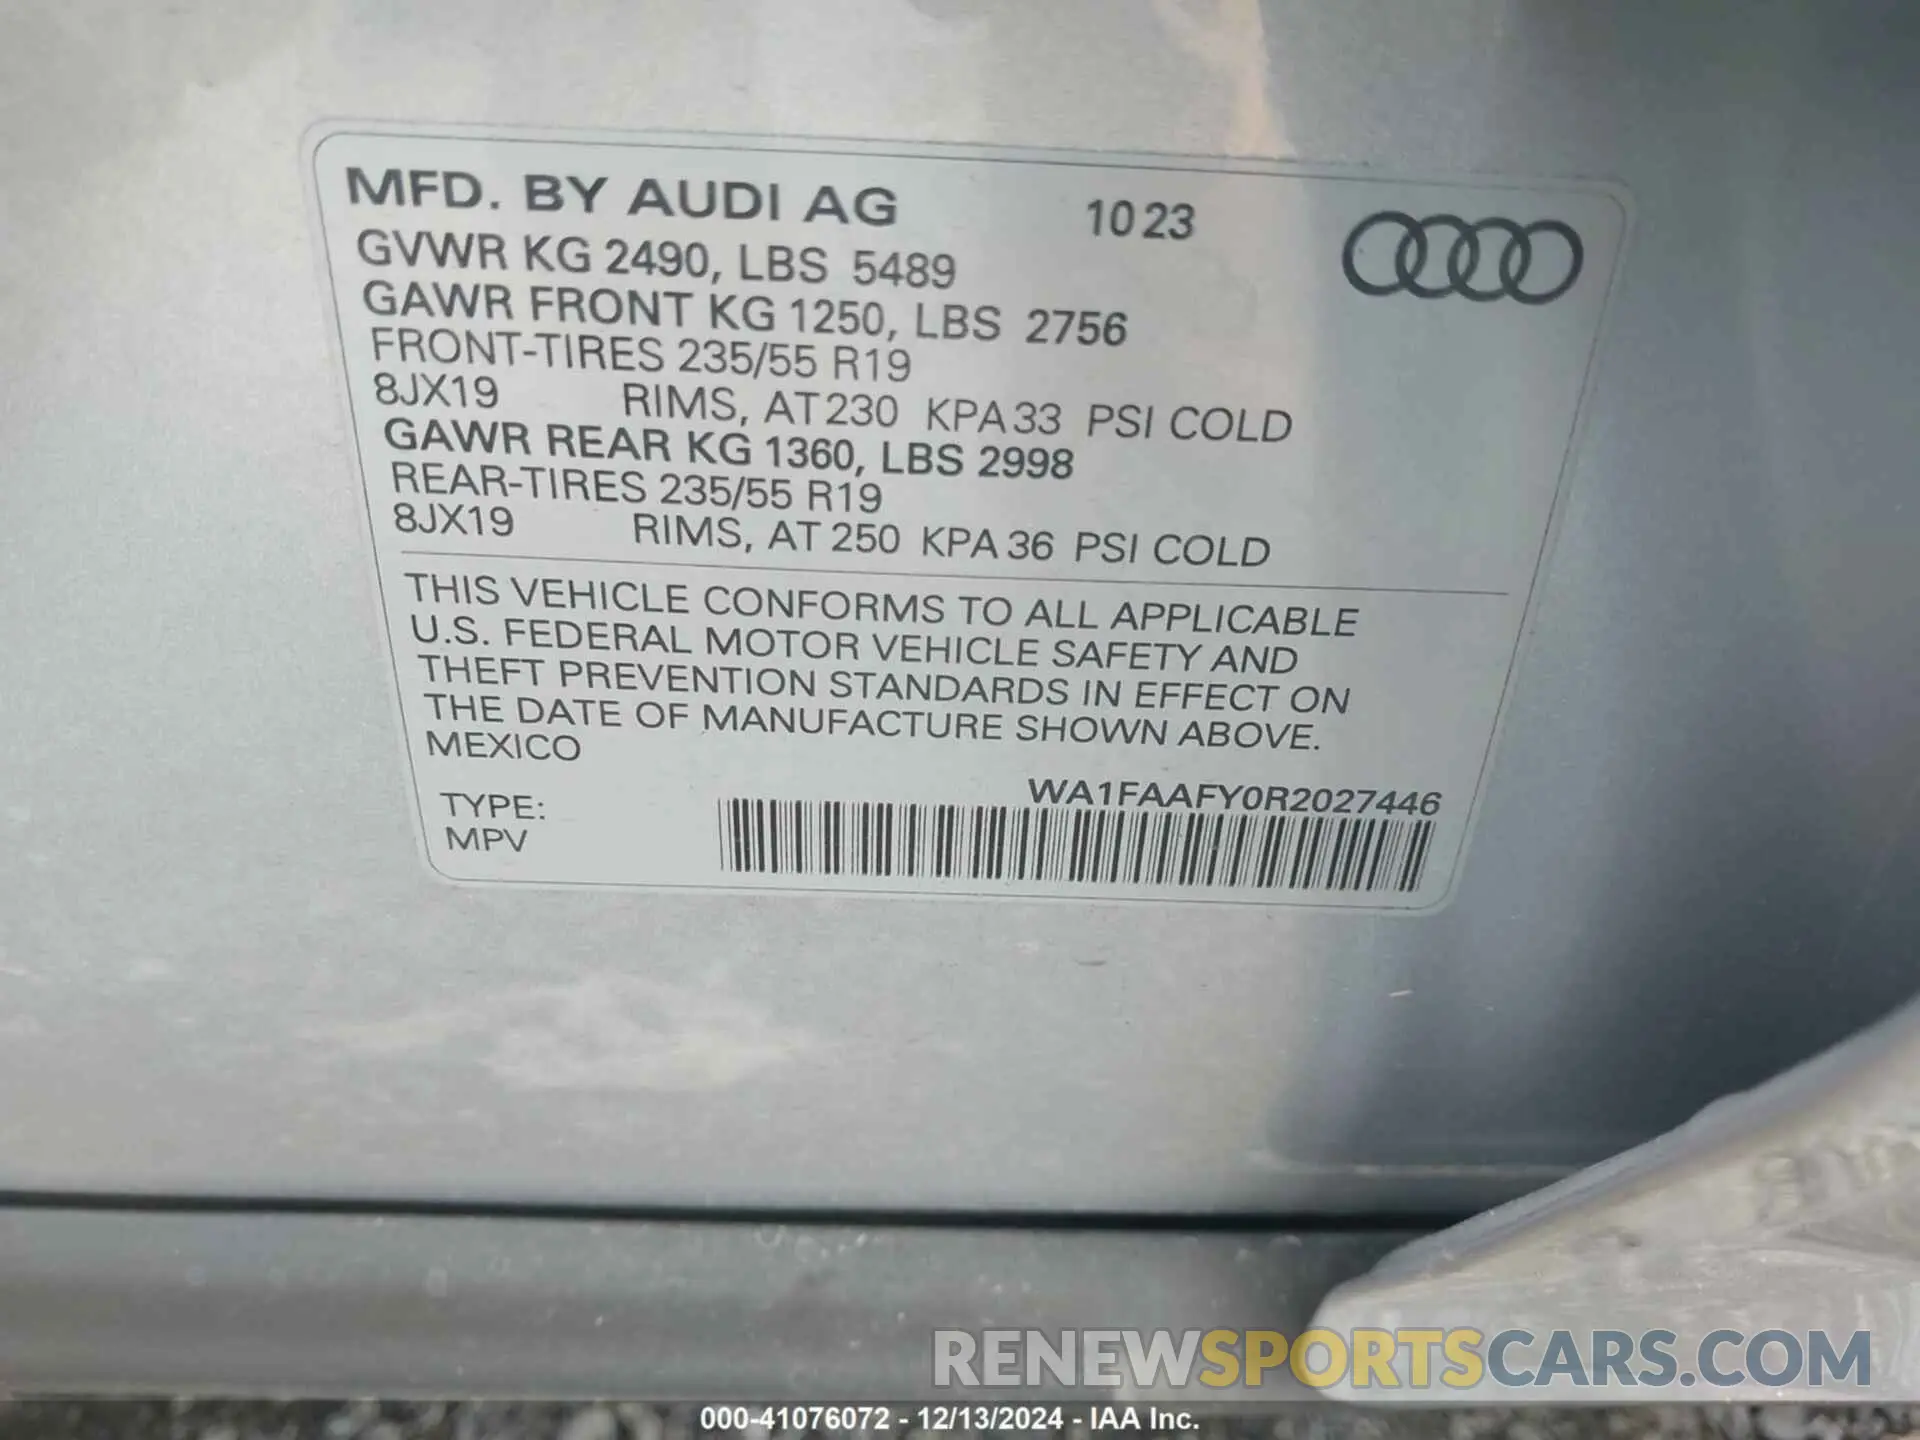 MFD. BY AUDI AG 10 23
GVWR KG 2490, LBS 5489
GAWR FRONT KG 1250, LBS 2756
FRONT-TIRES 235/55 R19
8JX19 RIMS, AT 230 KPA 33 PSI COLD
GAWR REAR KG 1360, LBS 2998
REAR-TIRES 235/55 R19
8JX19 RIMS, AT 250 KPA 36 PSI COLD
THIS VEHICLE CONFORMS TO ALL APPLICABLE
U.S. FEDERAL MOTOR VEHICLE SAFETY AND
THEFT PREVENTION STANDARDS IN EFFECT ON
THE DATE OF MANUFACTURE SHOWN ABOVE.
MEXICO
WA1FAAFY0R2027446
TYPE:
MPV
RENEWSPORTSCARS.COM
000-41076072 - 12/13/2024 - IAA Inc.